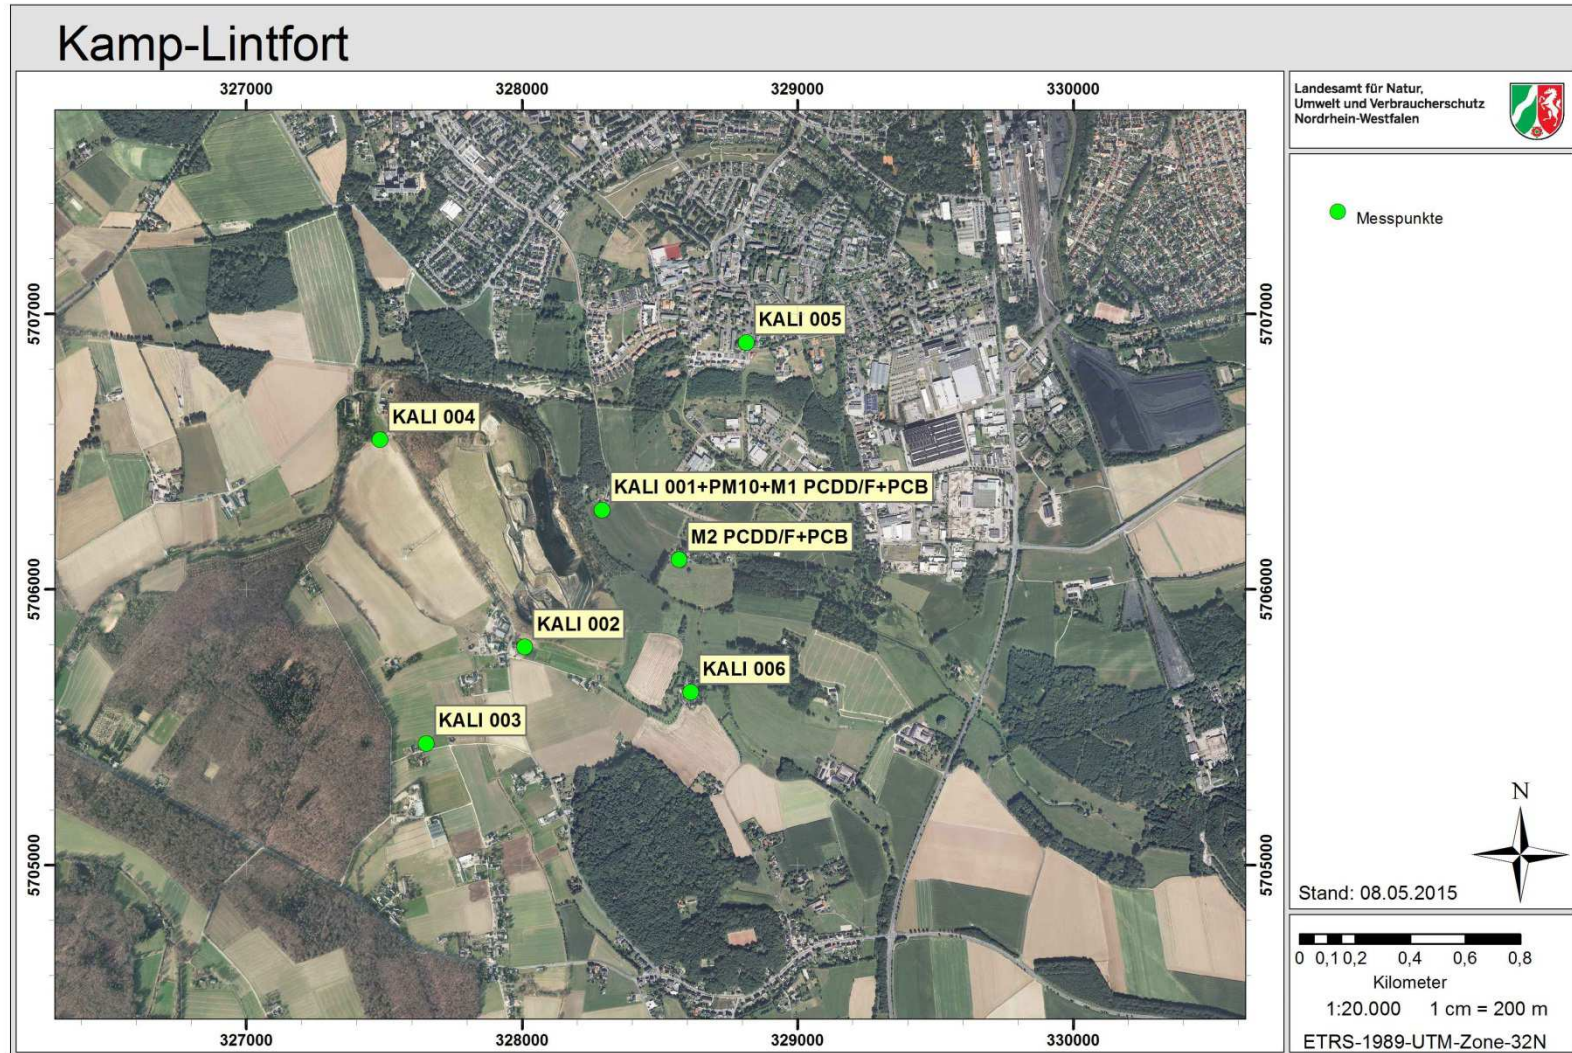 Kamp-Lintfort
327000
328000
329000
330000
5707000
5706000
5705000
5707000
5706000
5705000
KALI 005
KALI 004
KALI 001+PM10+M1 PCDD/F+PCB
M2 PCDD/F+PCB
KALI 002
KALI 006
KALI 003
327000
328000
329000
330000
Landesamt für Natur,
Umwelt und Verbraucherschutz
Nordrhein-Westfalen
Messpunkte
N
Stand: 08.05.2015
0 0,1 0,2 0,4 0,6 0,8
Kilometer
1:20.000 1 cm = 200 m
ETRS-1989-UTM-Zone-32N